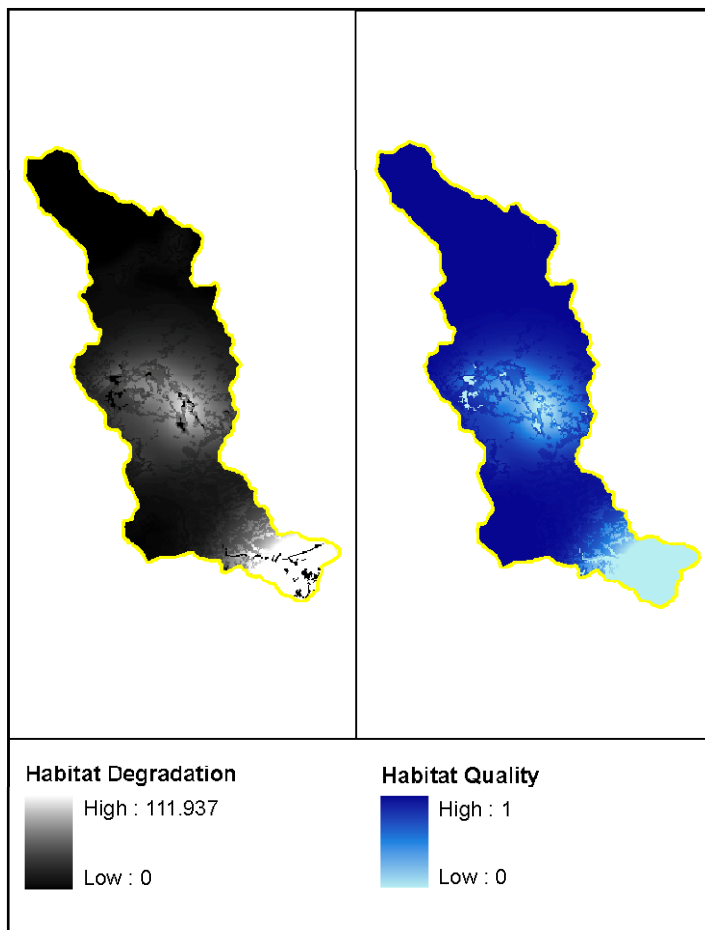 Habitat Degradation
High : 111.937
Low : 0
Habitat Quality
High : 1
Low : 0